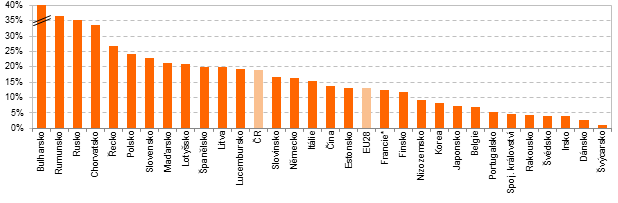 40%
35%
30%
25%
20%
15%
10%
5%
0%
Bulharsko
Rumunsko
Rusko
Chorvatsko
Řecko
Polsko
Slovensko
Maďarsko
Lotyšsko
Španělsko
Litva
Lucembursko
ČR
Slovinsko
Německo
Itálie
Čína
Estonsko
EU28
Francie*
Finsko
Nizozemsko
Korea
Japonsko
Belgie
Portugalsko
Spoj. království
Rakousko
Švédsko
Irsko
Dánsko
Švýcarsko